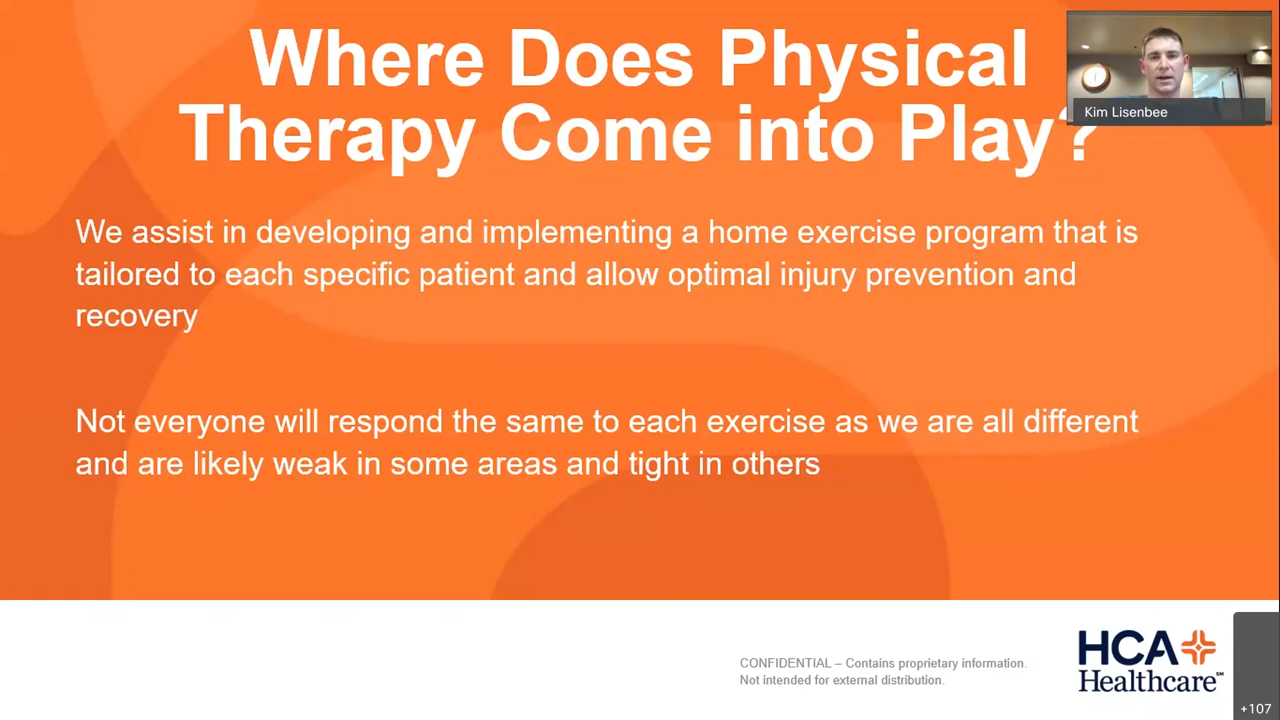 Where Does Physical
Therapy Come into Play?
Kim Lisenbee
We assist in developing and implementing a home exercise program that is
tailored to each specific patient and allow optimal injury prevention and
recovery
Not everyone will respond the same to each exercise as we are all different
and are likely weak in some areas and tight in others
CONFIDENTIAL – Contains proprietary information.
Not intended for external distribution.
HCA
Healthcare℠
+107